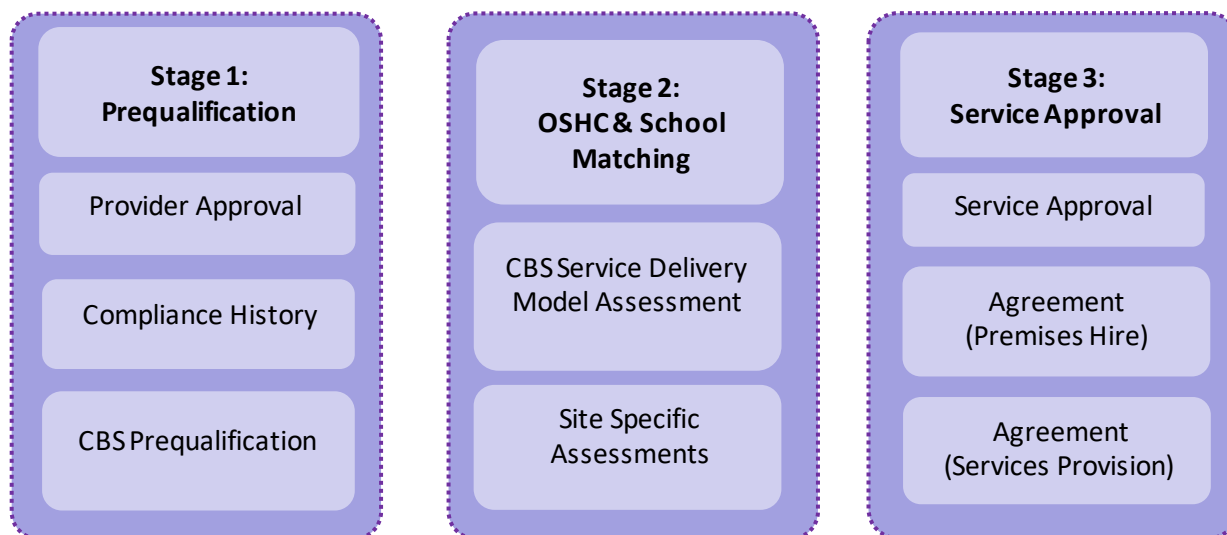 Stage 1:
Prequalification
Provider Approval
Compliance History
CBS Prequalification
Stage 2:
OSHC & School
Matching
CBS Service Delivery
Model Assessment
Site Specific
Assessments
Stage 3:
Service Approval
Service Approval
Agreement
(Premises Hire)
Agreement
(Services Provision)